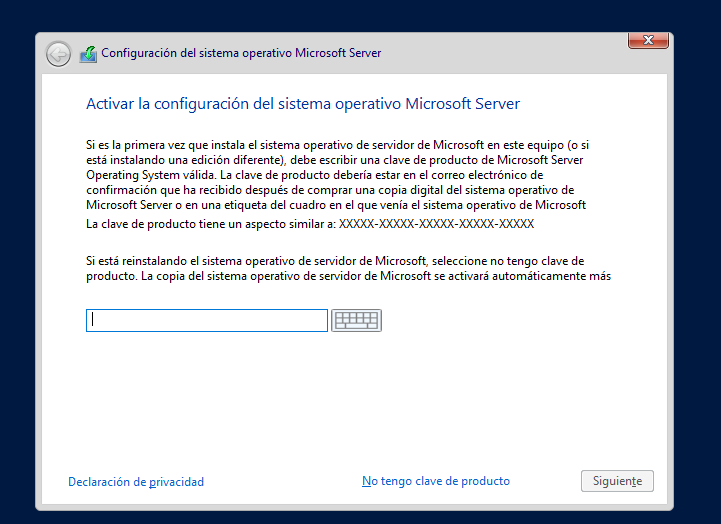 Configuración del sistema operativo Microsoft Server
Activar la configuración del sistema operativo Microsoft Server
Si es la primera vez que instala el sistema operativo de servidor de Microsoft en este equipo (o si
está instalando una edición diferente), debe escribir una clave de producto de Microsoft Server
Operating System válida. La clave de producto debería estar en el correo electrónico de
confirmación que ha recibido después de comprar una copia digital del sistema operativo de
Microsoft Server o en una etiqueta del cuadro en el que venía el sistema operativo de Microsoft
La clave de producto tiene un aspecto similar a: XXXXX-XXXXX-XXXXX-XXXXX-XXXXX
Si está reinstalando el sistema operativo de servidor de Microsoft, seleccione no tengo clave de
producto. La copia del sistema operativo de servidor de Microsoft se activará automáticamente más
Declaración de privacidad
No tengo clave de producto
Siguiente